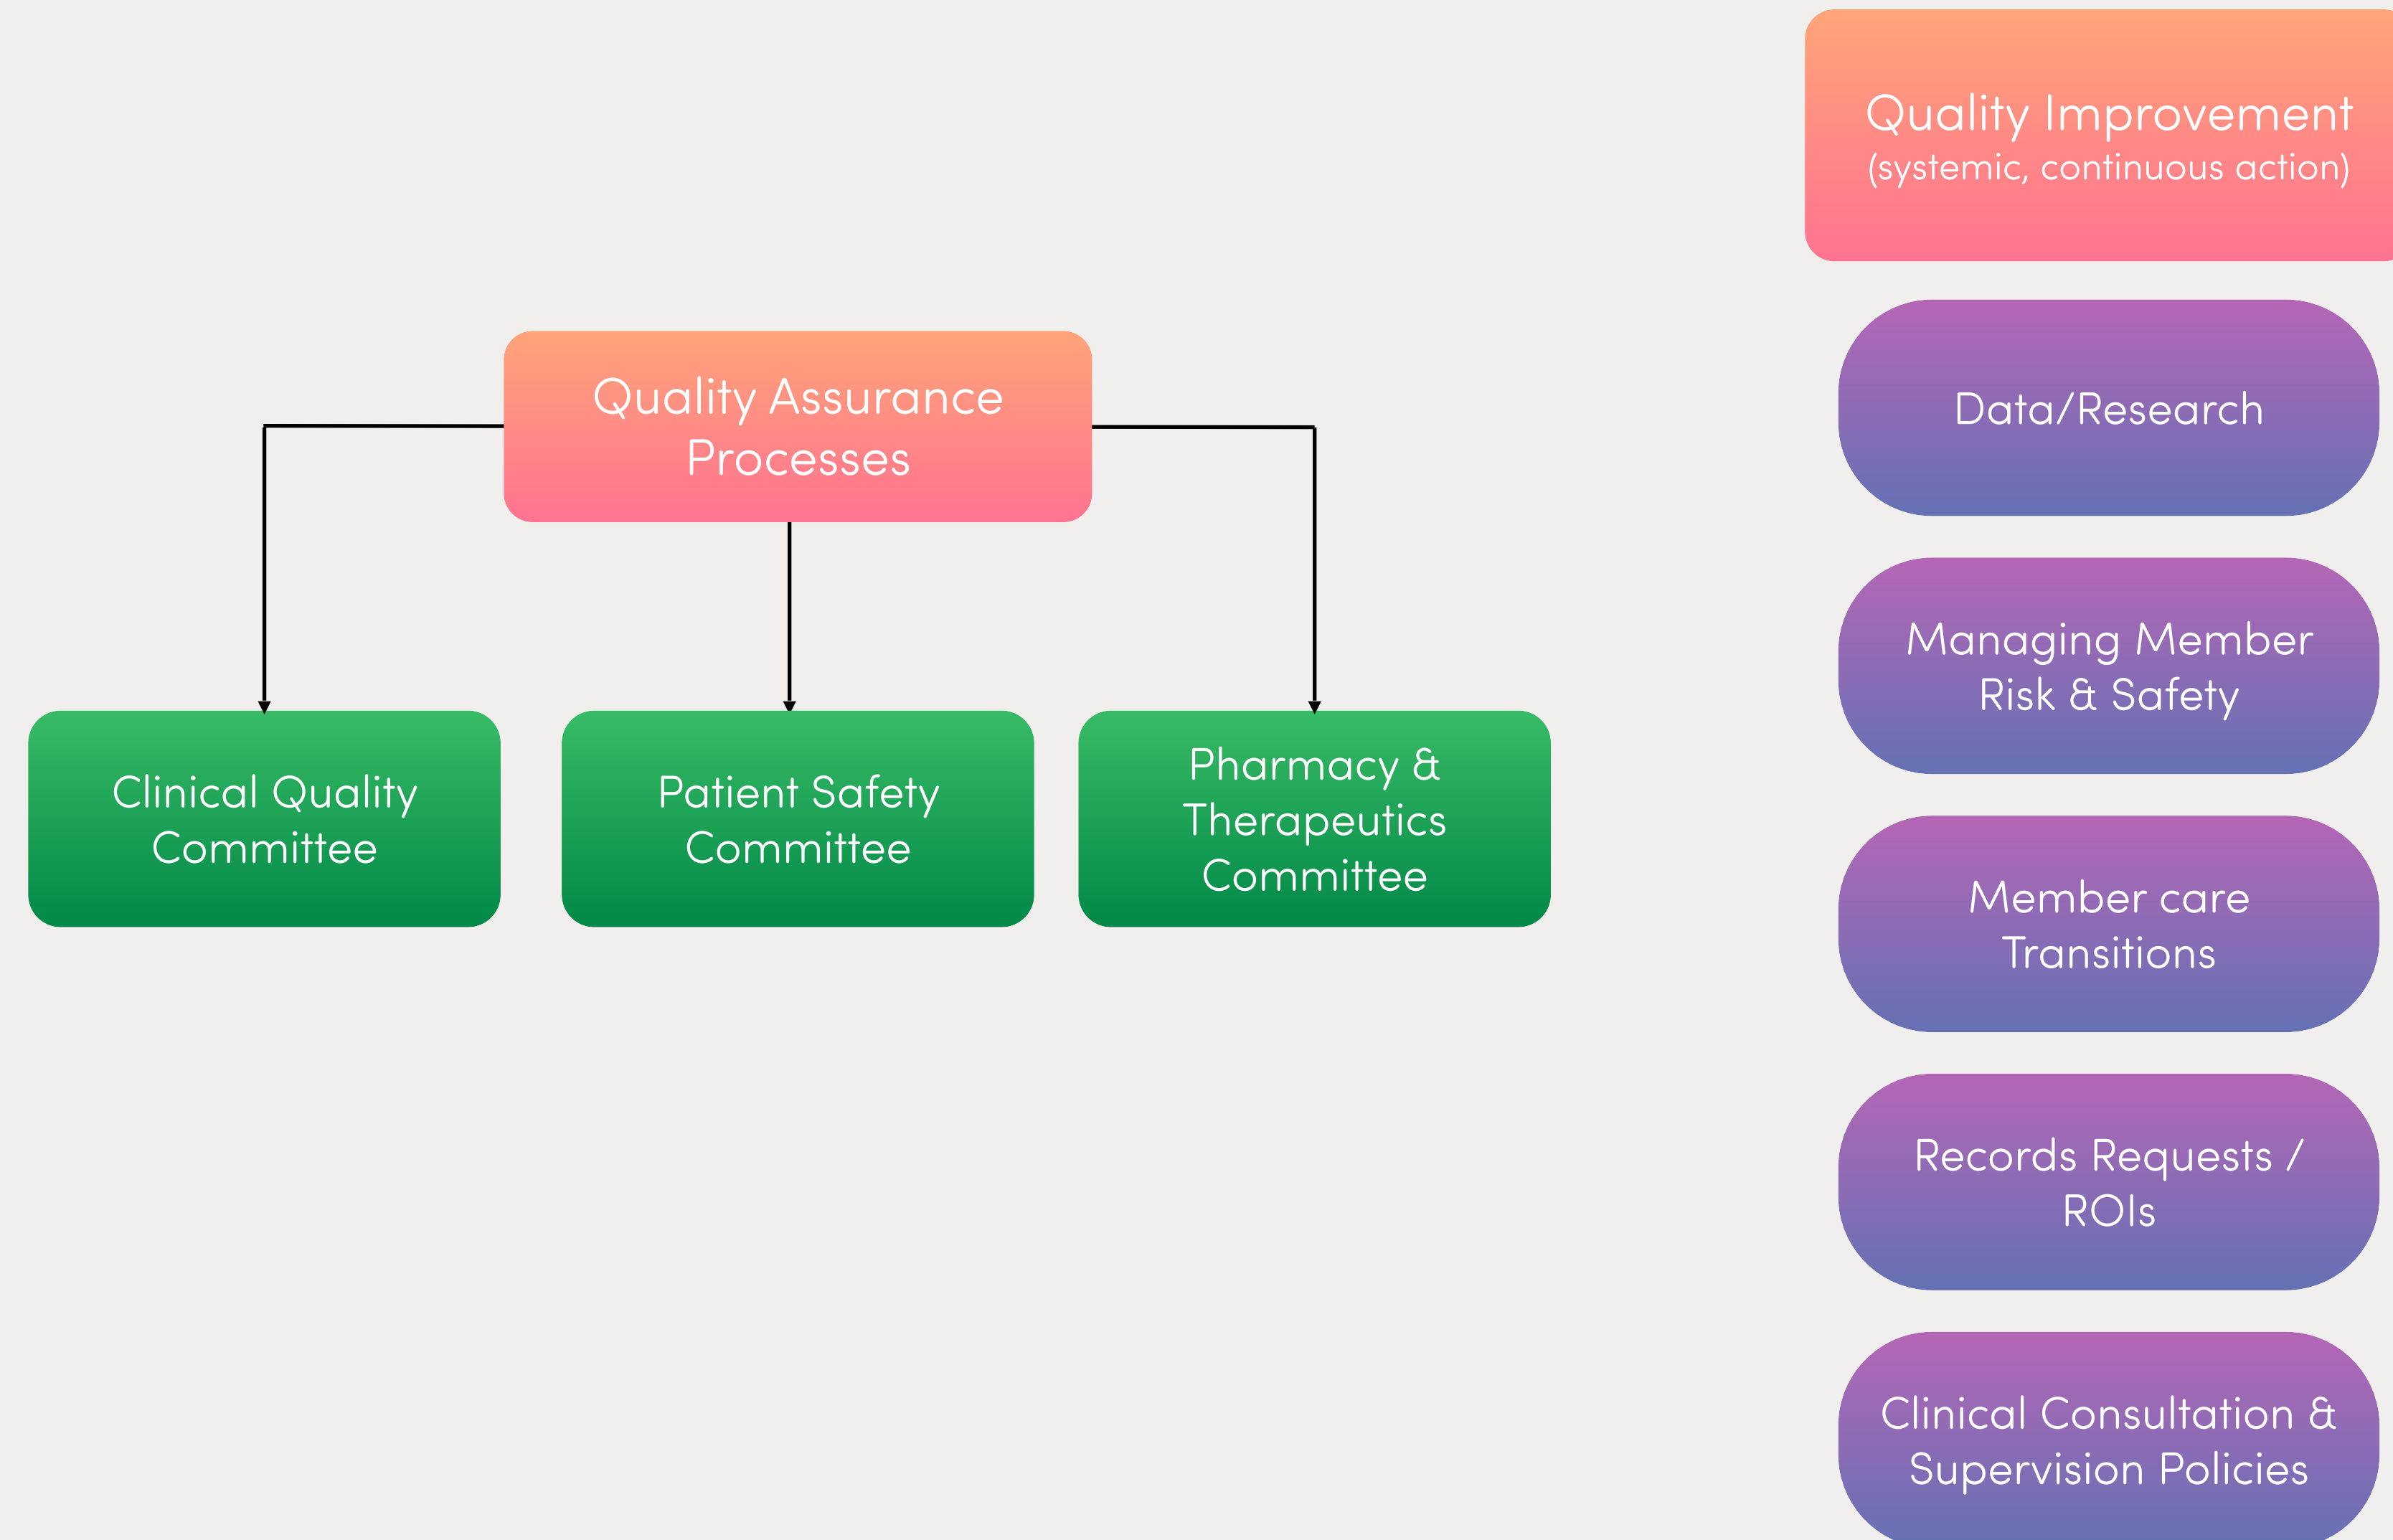 Quality Improvement
(systemic, continuous action)
Quality Assurance
Processes
Clinical Quality
Committee
Patient Safety
Committee
Pharmacy &
Therapeutics
Committee
Data/Research
Managing Member
Risk & Safety
Member care
Transitions
Records Requests /
ROIs
Clinical Consultation &
Supervision Policies